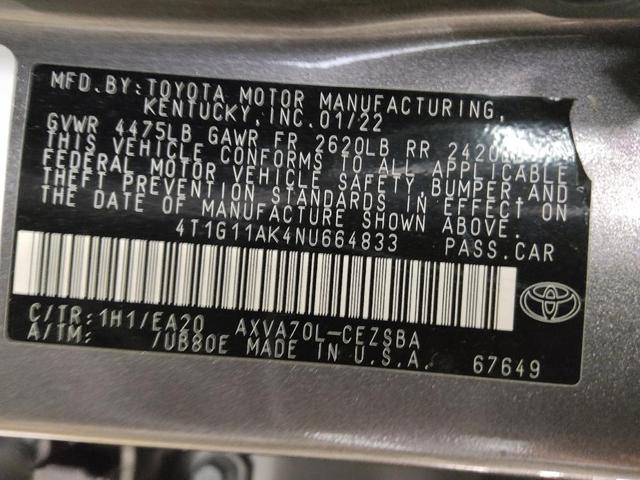 MFD. BY: TOYOTA MOTOR MANUFACTURING,
KENTUCKY, INC. 01/22
GVWR 4475LB GAWR FR 2620LB RR 2420
THIS VEHICLE CONFORMS TO ALL APPLICABLE
FEDERAL MOTOR VEHICLE SAFETY, BUMPER AND
THEFT PREVENTION STANDARDS IN EFFECT ON
THE DATE OF MANUFACTURE SHOWN ABOVE.
4T1G11AK4NU664833 PASS.CAR
C/TR: 1H1/EA20 AXVA70L-CEZSBA
A/TM: /UB80E MADE IN U.S.A. 67649